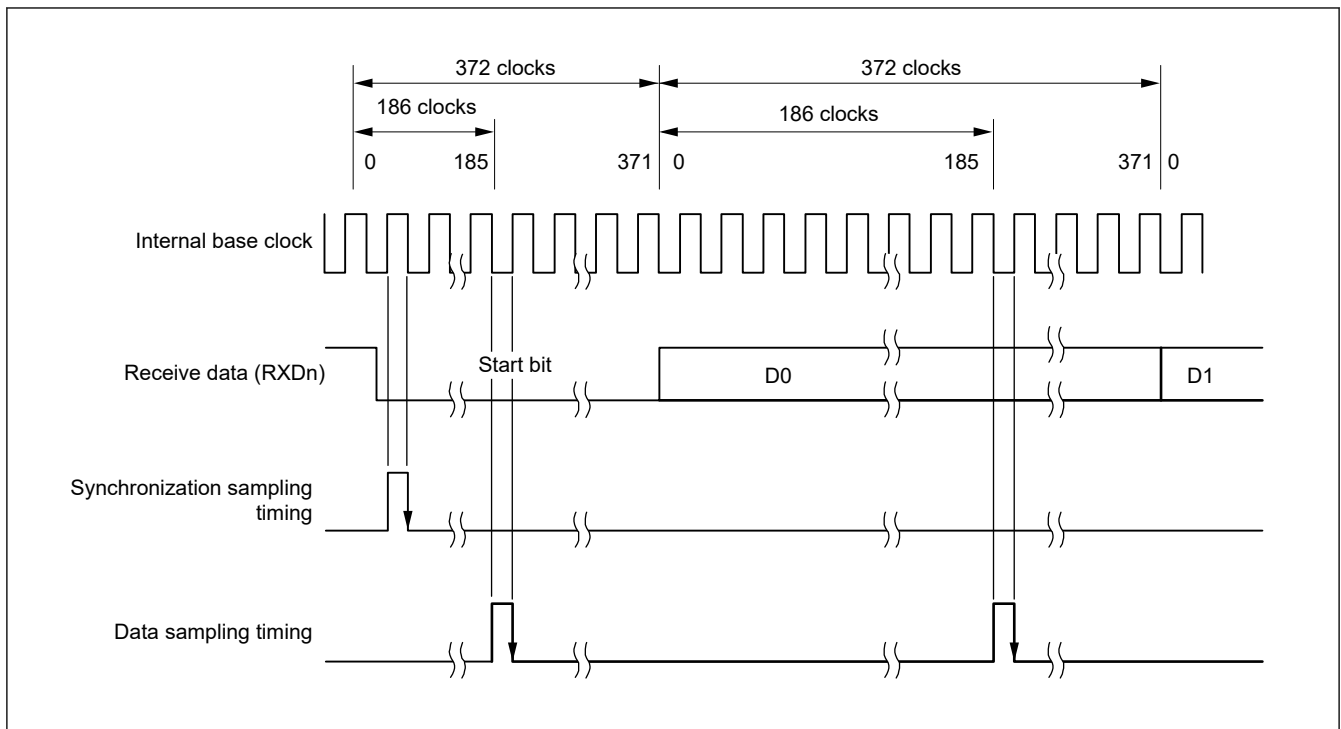 372 clocks
372 clocks
186 clocks
186 clocks
0
185
371
0
185
371
0
Internal base clock
Receive data (RXDn)
Start bit
D0
D1
Synchronization sampling
timing
Data sampling timing